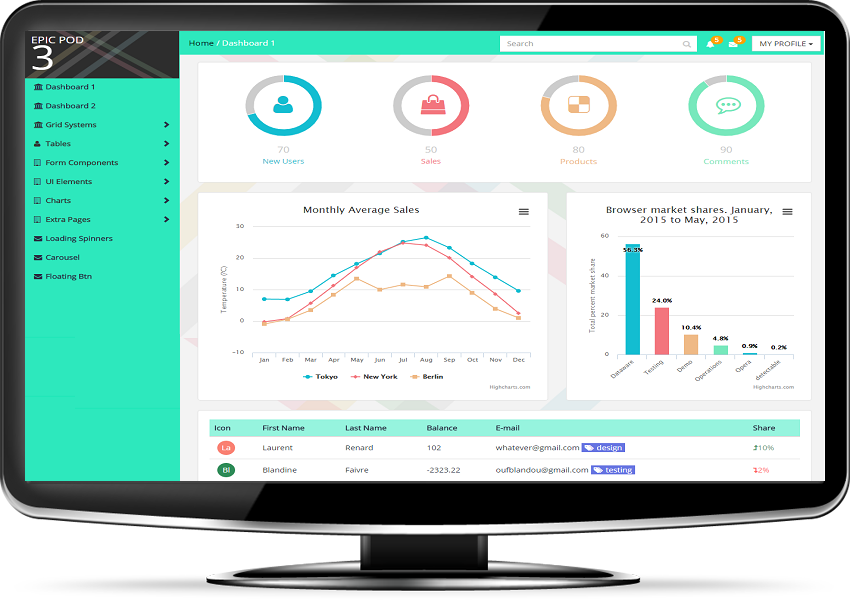 EPIC POD
3
Home / Dashboard 1
Search
5
5
MY PROFILE
Dashboard 1
Dashboard 2
Grid Systems
Tables
Form Components
UI Elements
Charts
Extra Pages
Loading Spinners
Carousel
Floating Btn
70
New Users
50
Sales
80
Products
90
Comments
Monthly Average Sales
Temperature (°C)
30
20
10
0
-10
Jan Feb Mar Apr May Jun Jul Aug Sep Oct Nov Dec
Tokyo New York Berlin
Highcharts.com
Browser market shares. January,
2015 to May, 2015
Total percent market share
60
40
20
0
56.3%
24.0%
10.4%
4.8%
0.9%
0.2%
Dataware Testing Demo Operations Opera detectable
Highcharts.com
Icon First Name Last Name Balance E-mail Share
La Laurent Renard 102 whatever@gmail.com design 10%
Bl Blandine Faivre -2323.22 oufblandou@gmail.com testing 2%